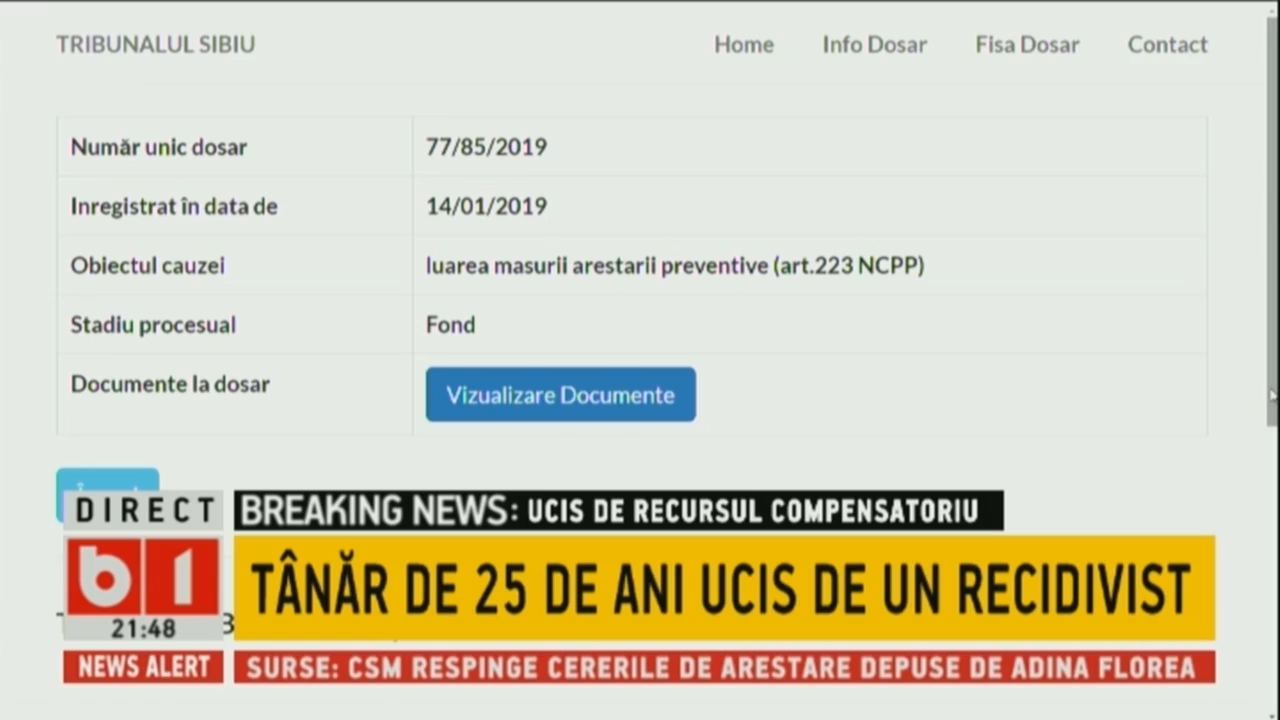 TRIBUNALUL SIBIU Home Info Dosar Fisa Dosar Contact
Număr unic dosar 77/85/2019
Inregistrat în data de 14/01/2019
Obiectul cauzei luarea masurii arestarii preventive (art.223 NCPP)
Stadiu procesual Fond
Documente la dosar Vizualizare Documente
DIRECT BREAKING NEWS: UCIS DE RECURSUL COMPENSATORIU
b1 TÂNĂR DE 25 DE ANI UCIS DE UN RECIDIVIST
21:48
NEWS ALERT SURSE: CSM RESPINGE CERERILE DE ARESTARE DEPUSE DE ADINA FLOREA